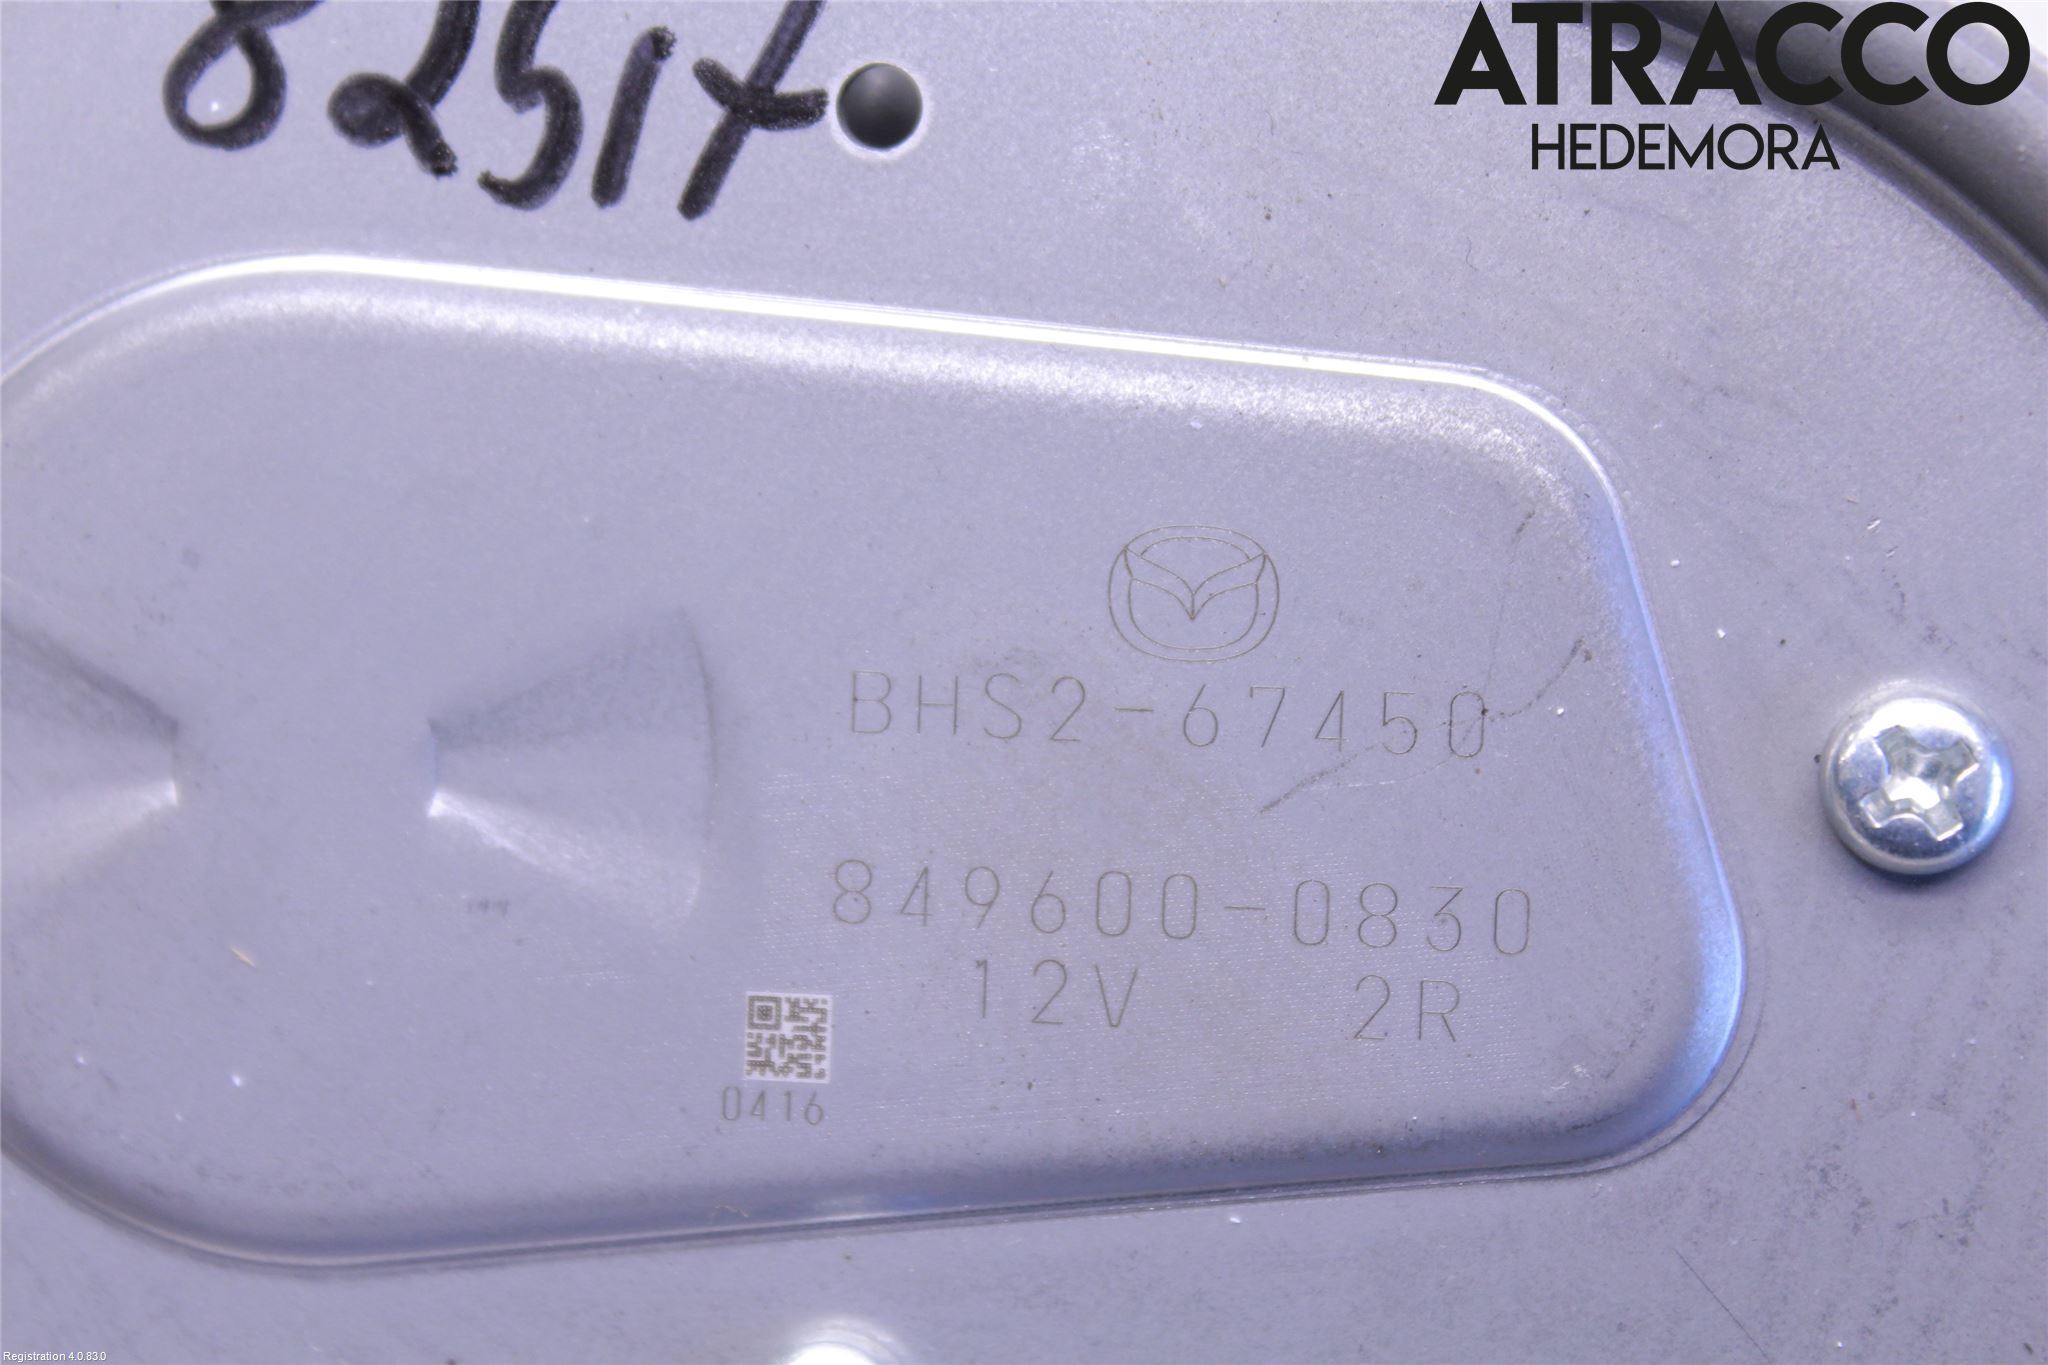 82517
ATRACCO
HEDEMORA
BHS2-67450
849600-0830
12V 2R
0416
Registration 4.0.83.0